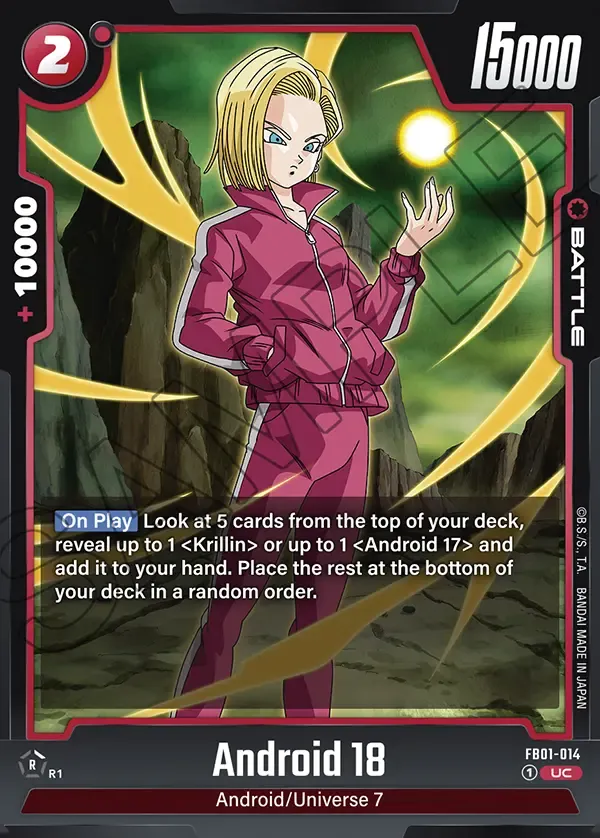 2
15000
+10000
BATTLE
On Play Look at 5 cards from the top of your deck,
reveal up to 1 <Krillin> or up to 1 <Android 17> and
add it to your hand. Place the rest at the bottom of
your deck in a random order.
SAMPLE
©B.S./S., T.A. BANDAI MADE IN JAPAN
R
R1
Android 18
FB01-014
1 UC
Android/Universe 7